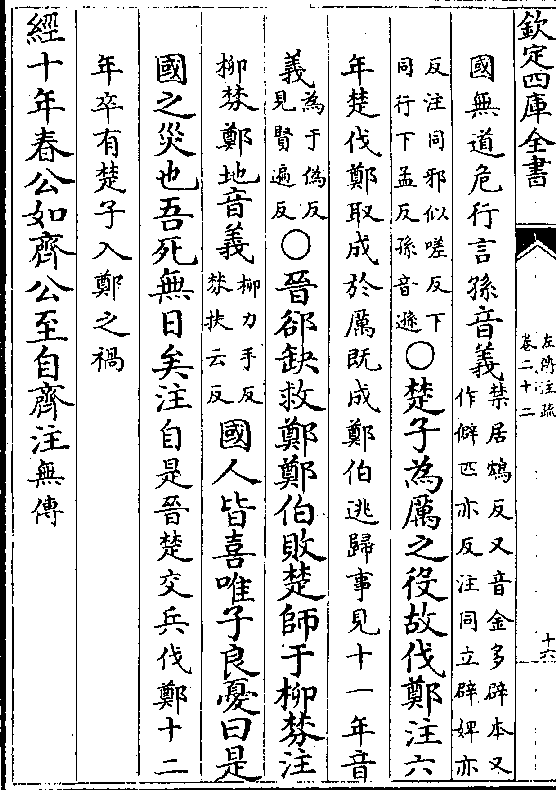 欽定四庫全書
左傳注疏
卷二十二
十六
國無道危行言孫音義禁居鴆反又音金多辟本又作僻匹亦反注同立辟婢亦
反注同邪似嗟反下同行下孟反孫音遜○楚子為厲之役故伐鄭注六
年楚伐鄭取成於厲既成鄭伯逃歸事見十一年音
義為于偽反見賢遍反○晉郤缺救鄭鄭伯敗楚師于柳棼注
柳棼鄭地音義柳力手反棼扶云反國人皆喜唯子良憂曰是
國之災也吾死無日矣注自是晉楚交兵伐鄭十二
年卒有楚子入鄭之禍
經十年春公如齊公至自齊注無傳